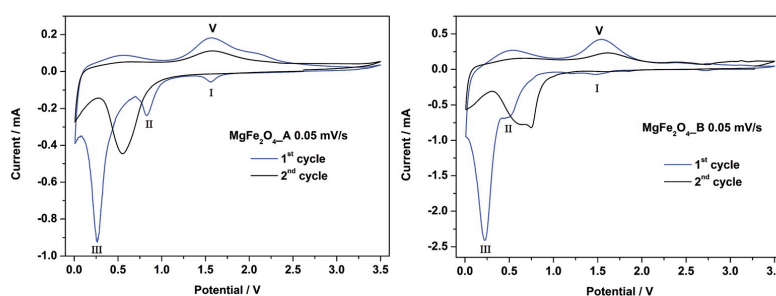 0.2
0.0
-0.2
-0.4
-0.6
-0.8
-1.0
Current / mA
V
I
II
III
MgFe2O4_A 0.05 mV/s
1st cycle
2nd cycle
0.0 0.5 1.0 1.5 2.0 2.5 3.0 3.5
Potential / V
0.5
0.0
-0.5
-1.0
-1.5
-2.0
-2.5
Current / mA
V
I
II
III
MgFe2O4_B 0.05 mV/s
1st cycle
2nd cycle
0.0 0.5 1.0 1.5 2.0 2.5 3.0 3.5
Potential / V